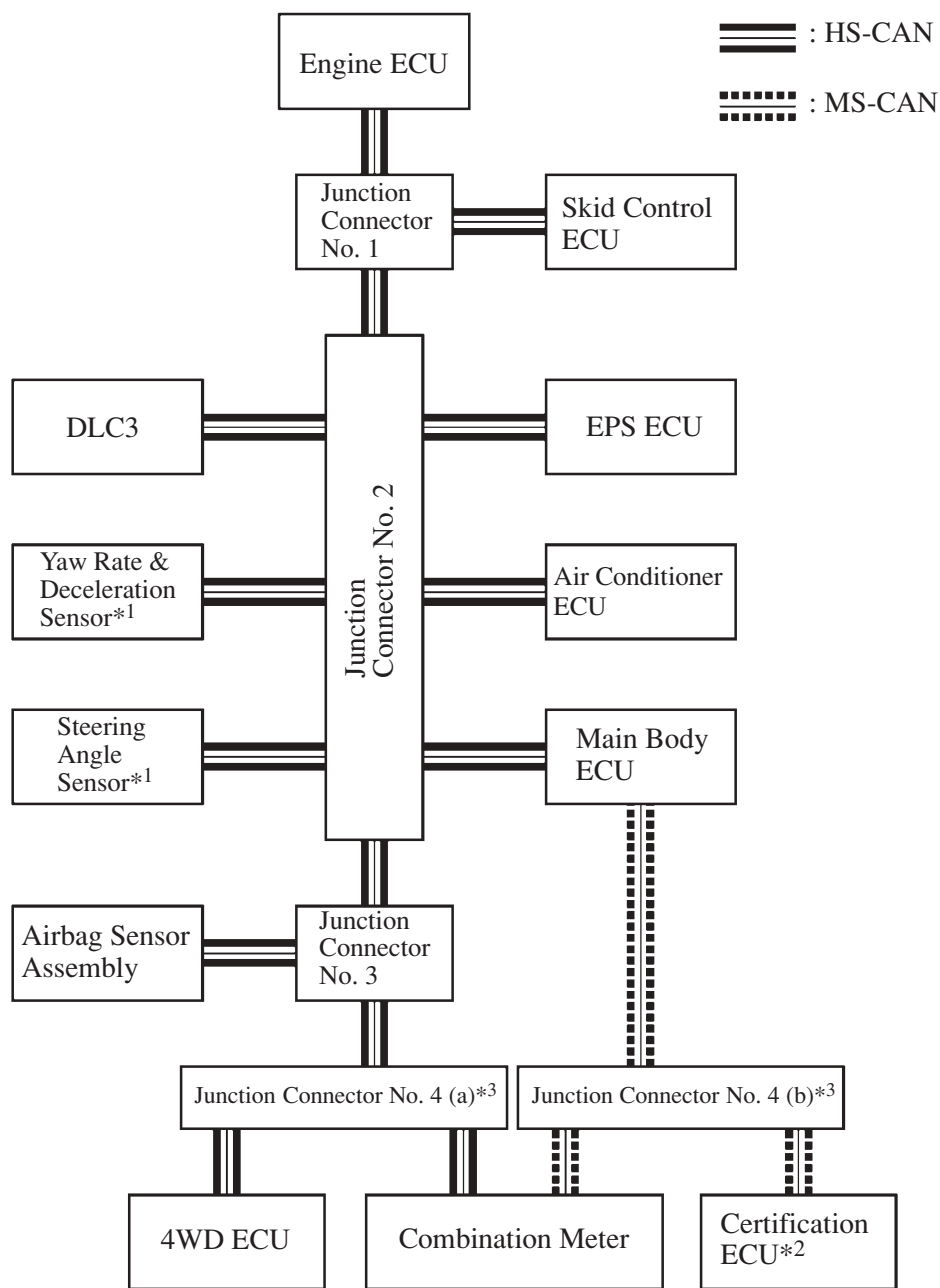 Engine ECU
: HS-CAN
: MS-CAN
Junction
Connector
No. 1
Skid Control
ECU
DLC3
EPS ECU
Junction
Connector No. 2
Yaw Rate &
Deceleration
Sensor*1
Air Conditioner
ECU
Steering
Angle
Sensor*1
Main Body
ECU
Airbag Sensor
Assembly
Junction
Connector
No. 3
Junction Connector No. 4 (a)*3
Junction Connector No. 4 (b)*3
4WD ECU
Combination Meter
Certification
ECU*2